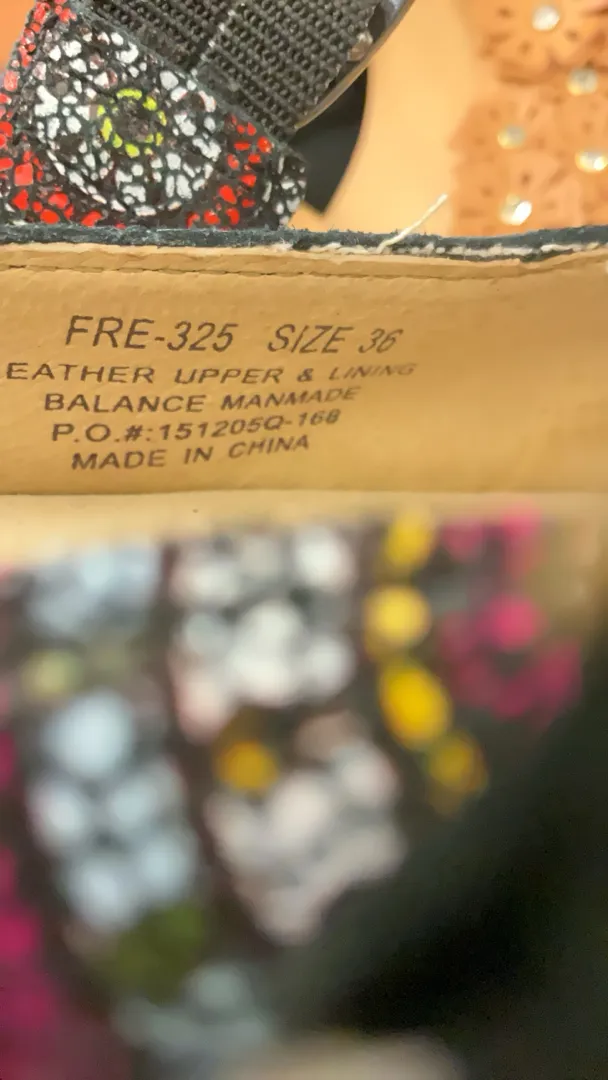 FRE-325 SIZE 36
EATHER UPPER & LINING
BALANCE MANMADE
P.O.#:151205Q-168
MADE IN CHINA